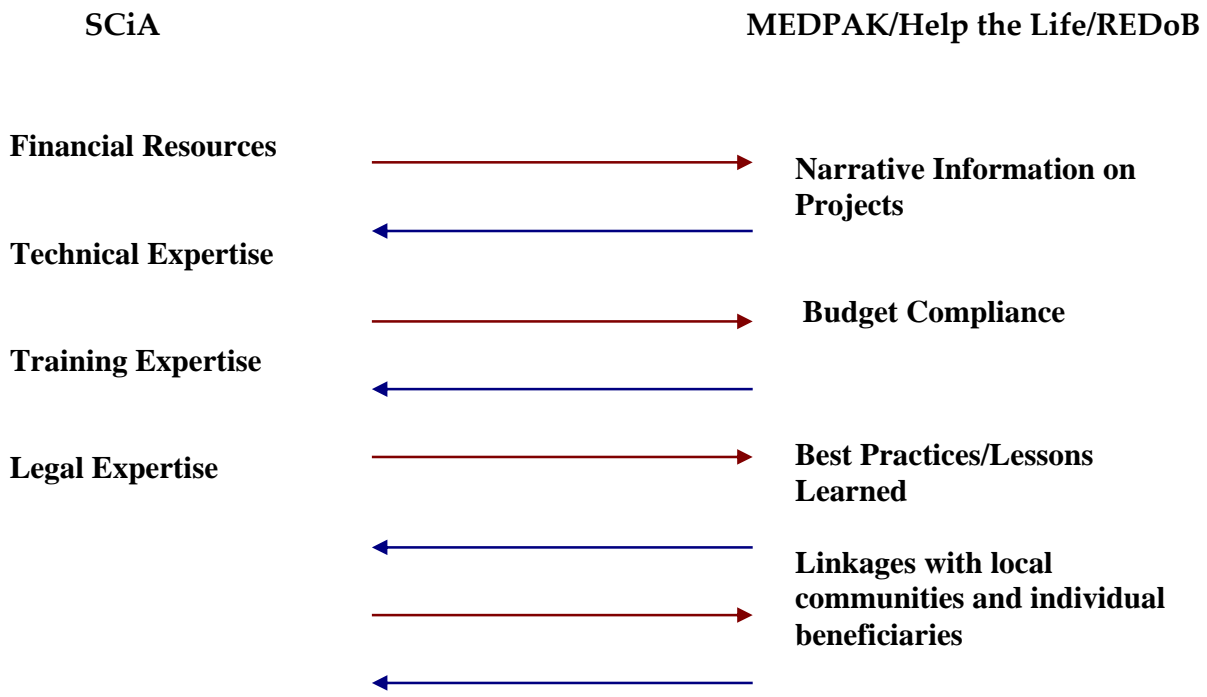 SCiA
MEDPAK/Help the Life/REDoB
Financial Resources
Narrative Information on
Projects
Technical Expertise
Budget Compliance
Training Expertise
Legal Expertise
Best Practices/Lessons
Learned
Linkages with local
communities and individual
beneficiaries